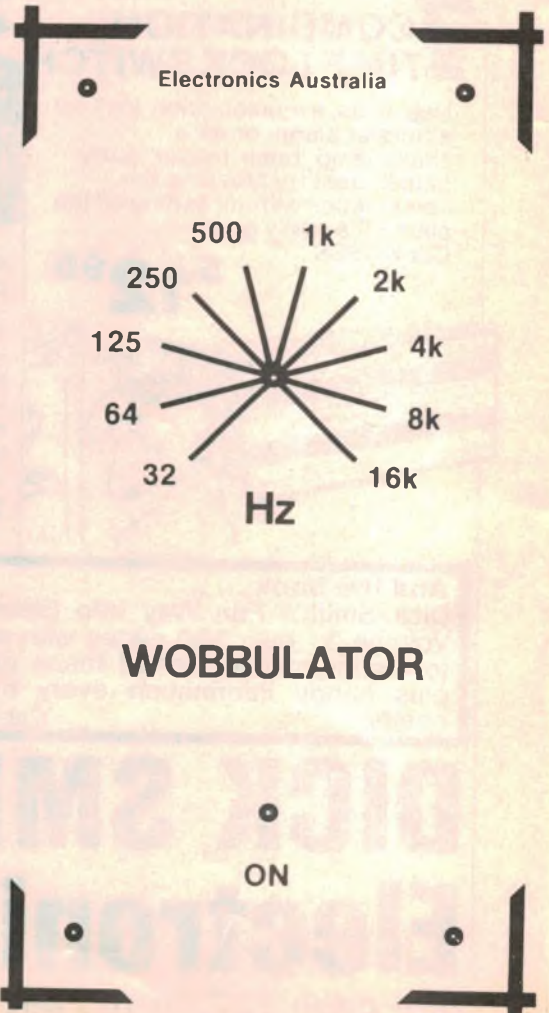 Electronics Australia
500 1k
250 2k
125 4k
64 8k
32 16k
Hz
WOBBULATOR
ON